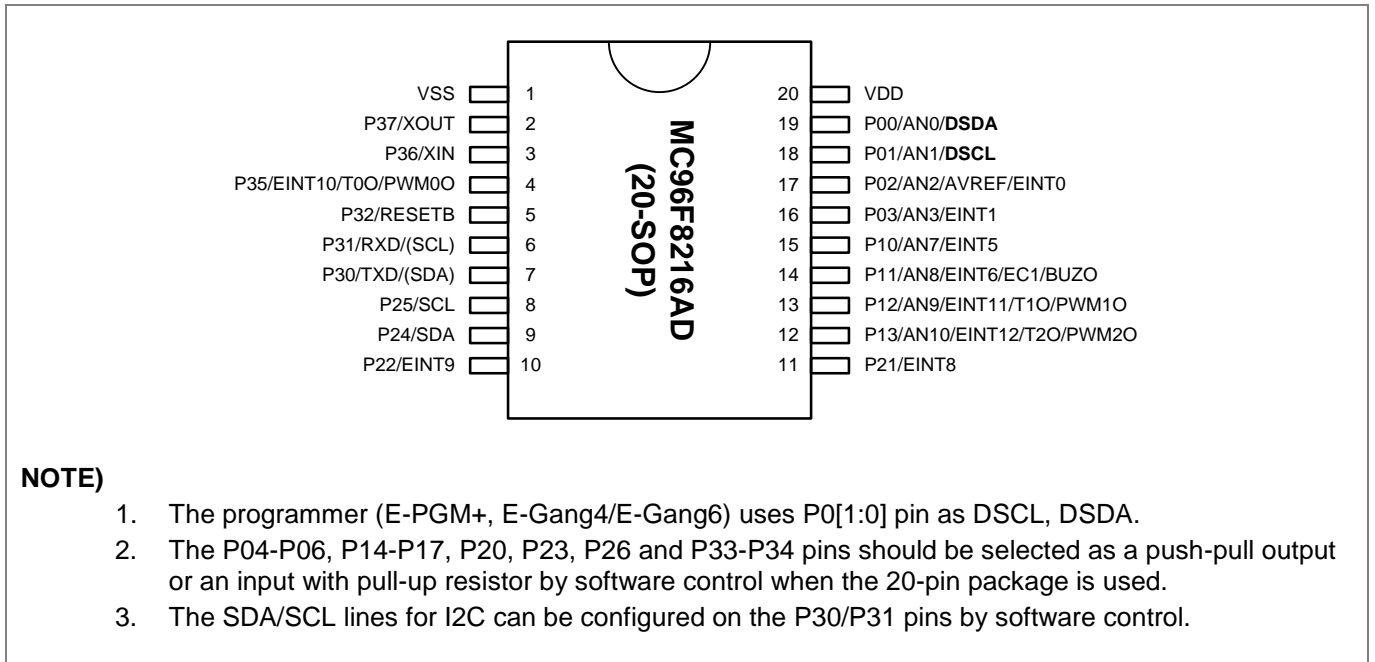 VSS 1
P37/XOUT 2
P36/XIN 3
P35/EINT10/T0O/PWM0O 4
P32/RESETB 5
P31/RXD/(SCL) 6
P30/TXD/(SDA) 7
P25/SCL 8
P24/SDA 9
P22/EINT9 10
MC96F8216AD
(20-SOP)
20 VDD
19 P00/AN0/DSDA
18 P01/AN1/DSCL
17 P02/AN2/AVREF/EINT0
16 P03/AN3/EINT1
15 P10/AN7/EINT5
14 P11/AN8/EINT6/EC1/BUZO
13 P12/AN9/EINT11/T1O/PWM1O
12 P13/AN10/EINT12/T2O/PWM2O
11 P21/EINT8
NOTE)
1. The programmer (E-PGM+, E-Gang4/E-Gang6) uses P0[1:0] pin as DSCL, DSDA.
2. The P04-P06, P14-P17, P20, P23, P26 and P33-P34 pins should be selected as a push-pull output
or an input with pull-up resistor by software control when the 20-pin package is used.
3. The SDA/SCL lines for I2C can be configured on the P30/P31 pins by software control.